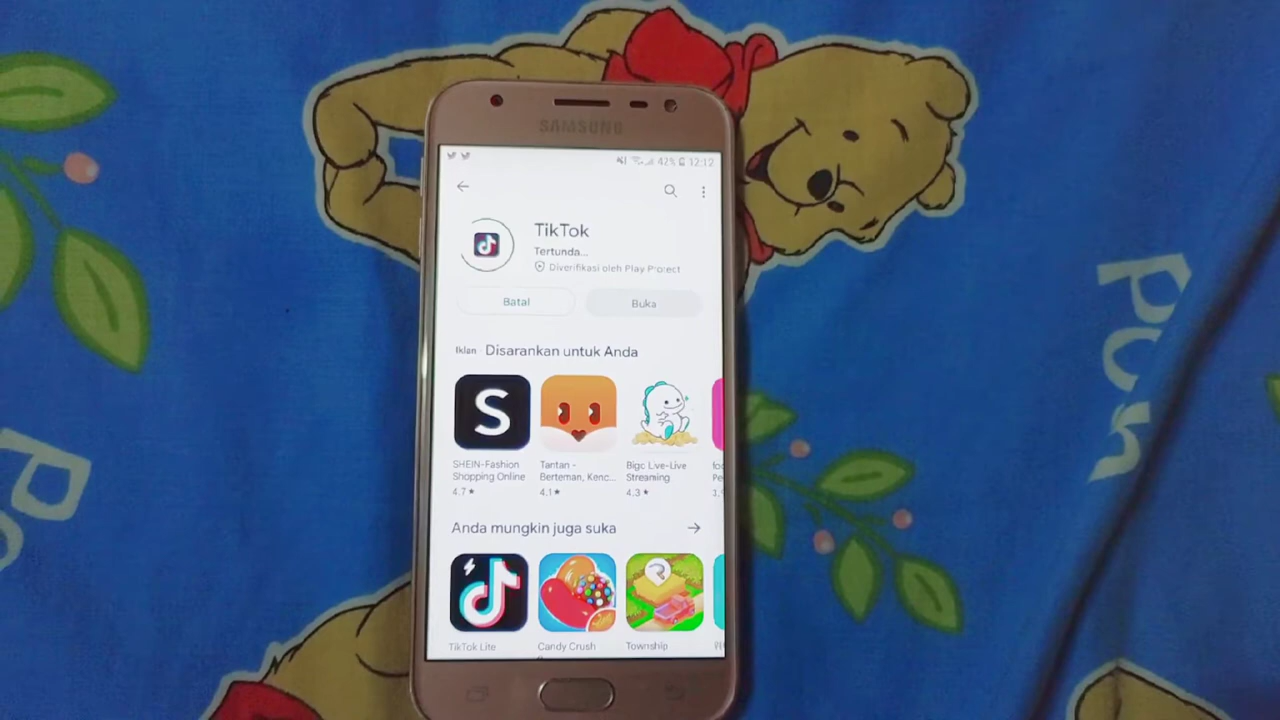 SAMSUNG
42% 12:12
TikTok
Tertunda...
Diverifikasi oleh Play Protect
Batal
Buka
Iklan Disarankan untuk Anda
S
SHEIN-Fashion
Shopping Online
4.7★
Tantan -
Berteman, Kenc...
4.1★
Bigo Live-Live
Streaming
4.3★
Anda mungkin juga suka
TikTok Lite
Candy Crush
Township
Pooh